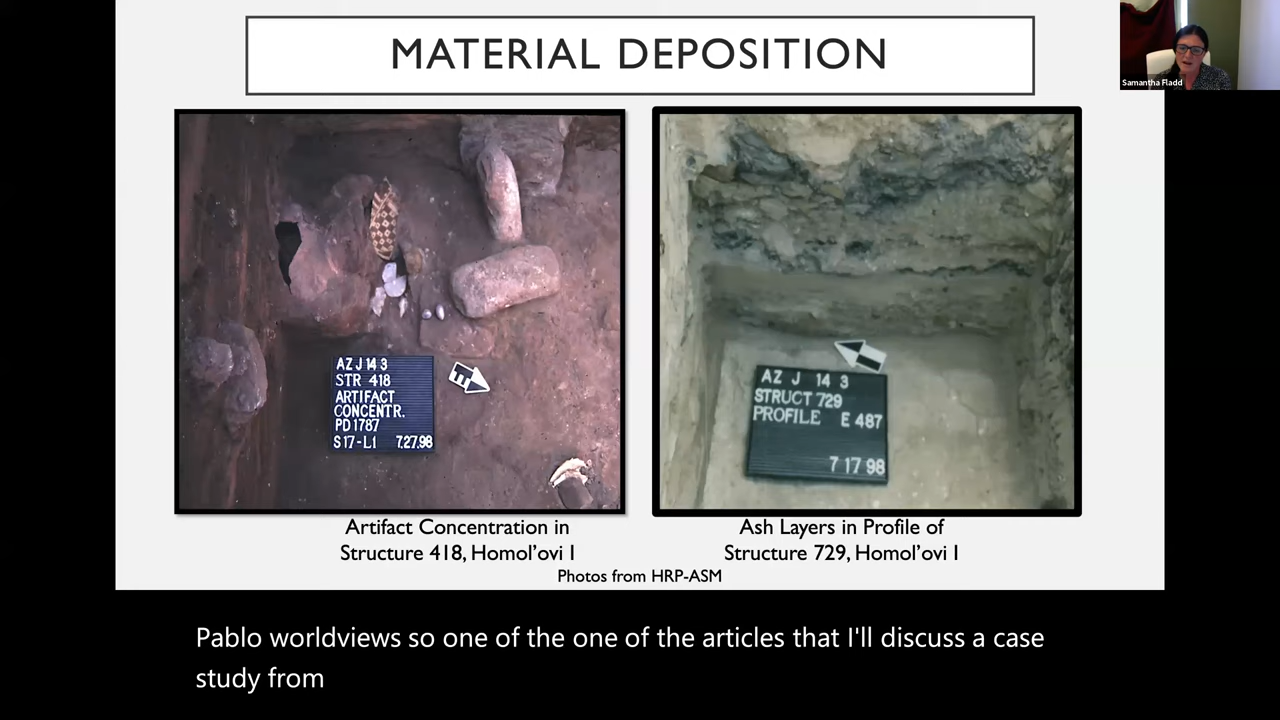 MATERIAL DEPOSITION
Samantha Fladd
AZ J 14 3
STR 418
ARTIFACT
CONCENTR.
PD 1787
S17-L1 7.27.98
E
AZ J 14 3
STRUCT 729
PROFILE E 487
7 17 98
Artifact Concentration in
Structure 418, Homol'ovi I
Ash Layers in Profile of
Structure 729, Homol'ovi I
Photos from HRP-ASM
Pablo worldviews so one of the one of the articles that I'll discuss a case
study from